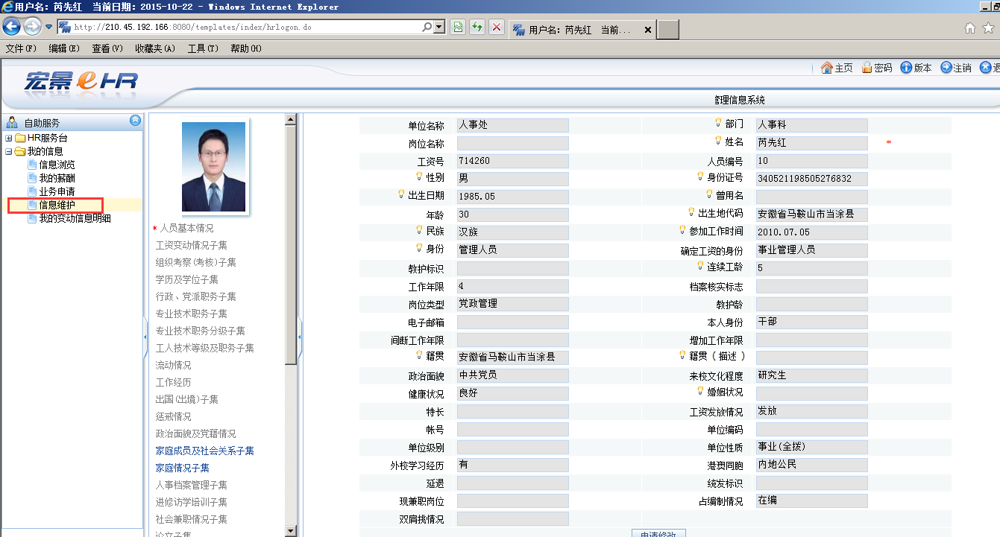 用户名: 芮先红 当前日期: 2015-10-22 - Windows Internet Explorer
http://210.45.192.166:8080/templates/index/hrlogon.do
用户名: 芮先红 当前...
文件(F) 编辑(E) 查看(V) 收藏夹(A) 工具(T) 帮助(H)
宏景eHR
主页 密码 版本 注销
管理信息系统
自助服务
HR服务台
我的信息
信息浏览
我的薪酬
业务申请
信息维护
我的变动信息明细
* 人员基本情况
工资变动情况子集
组织考察(考核)子集
学历及学位子集
行政、党派职务子集
专业技术职务子集
专业技术职务分级子集
工人技术等级及职务子集
流动情况
工作经历
出国(出境)子集
惩戒情况
政治面貌及党籍情况
家庭成员及社会关系子集
家庭情况子集
人事档案管理子集
进修访学培训子集
社会兼职情况子集
论文子集
单位名称 人事处 部门 人事科
岗位名称 姓名 芮先红 *
工资号 714260 人员编号 10
性别 男 身份证号 340521198505276832
出生日期 1985.05 曾用名
年龄 30 出生地代码 安徽省马鞍山市当涂县
民族 汉族 参加工作时间 2010.07.05
身份 管理人员 确定工资的身份 事业管理人员
教护标识 连续工龄 5
工作年限 4 档案核实标志
岗位类型 党政管理 教护龄
电子邮箱 本人身份 干部
间断工作年限 增加工作年限
籍贯 安徽省马鞍山市当涂县 籍贯(描述)
政治面貌 中共党员 来校文化程度 研究生
健康状况 良好 婚姻状况
特长 工资发放情况 发放
帐号 单位编码
单位级别 单位性质 事业(全拨)
外校学习经历 有 港澳同胞 内地公民
延退 统发标识
现兼职岗位 占编制情况 在编
双肩挑情况
申请修改